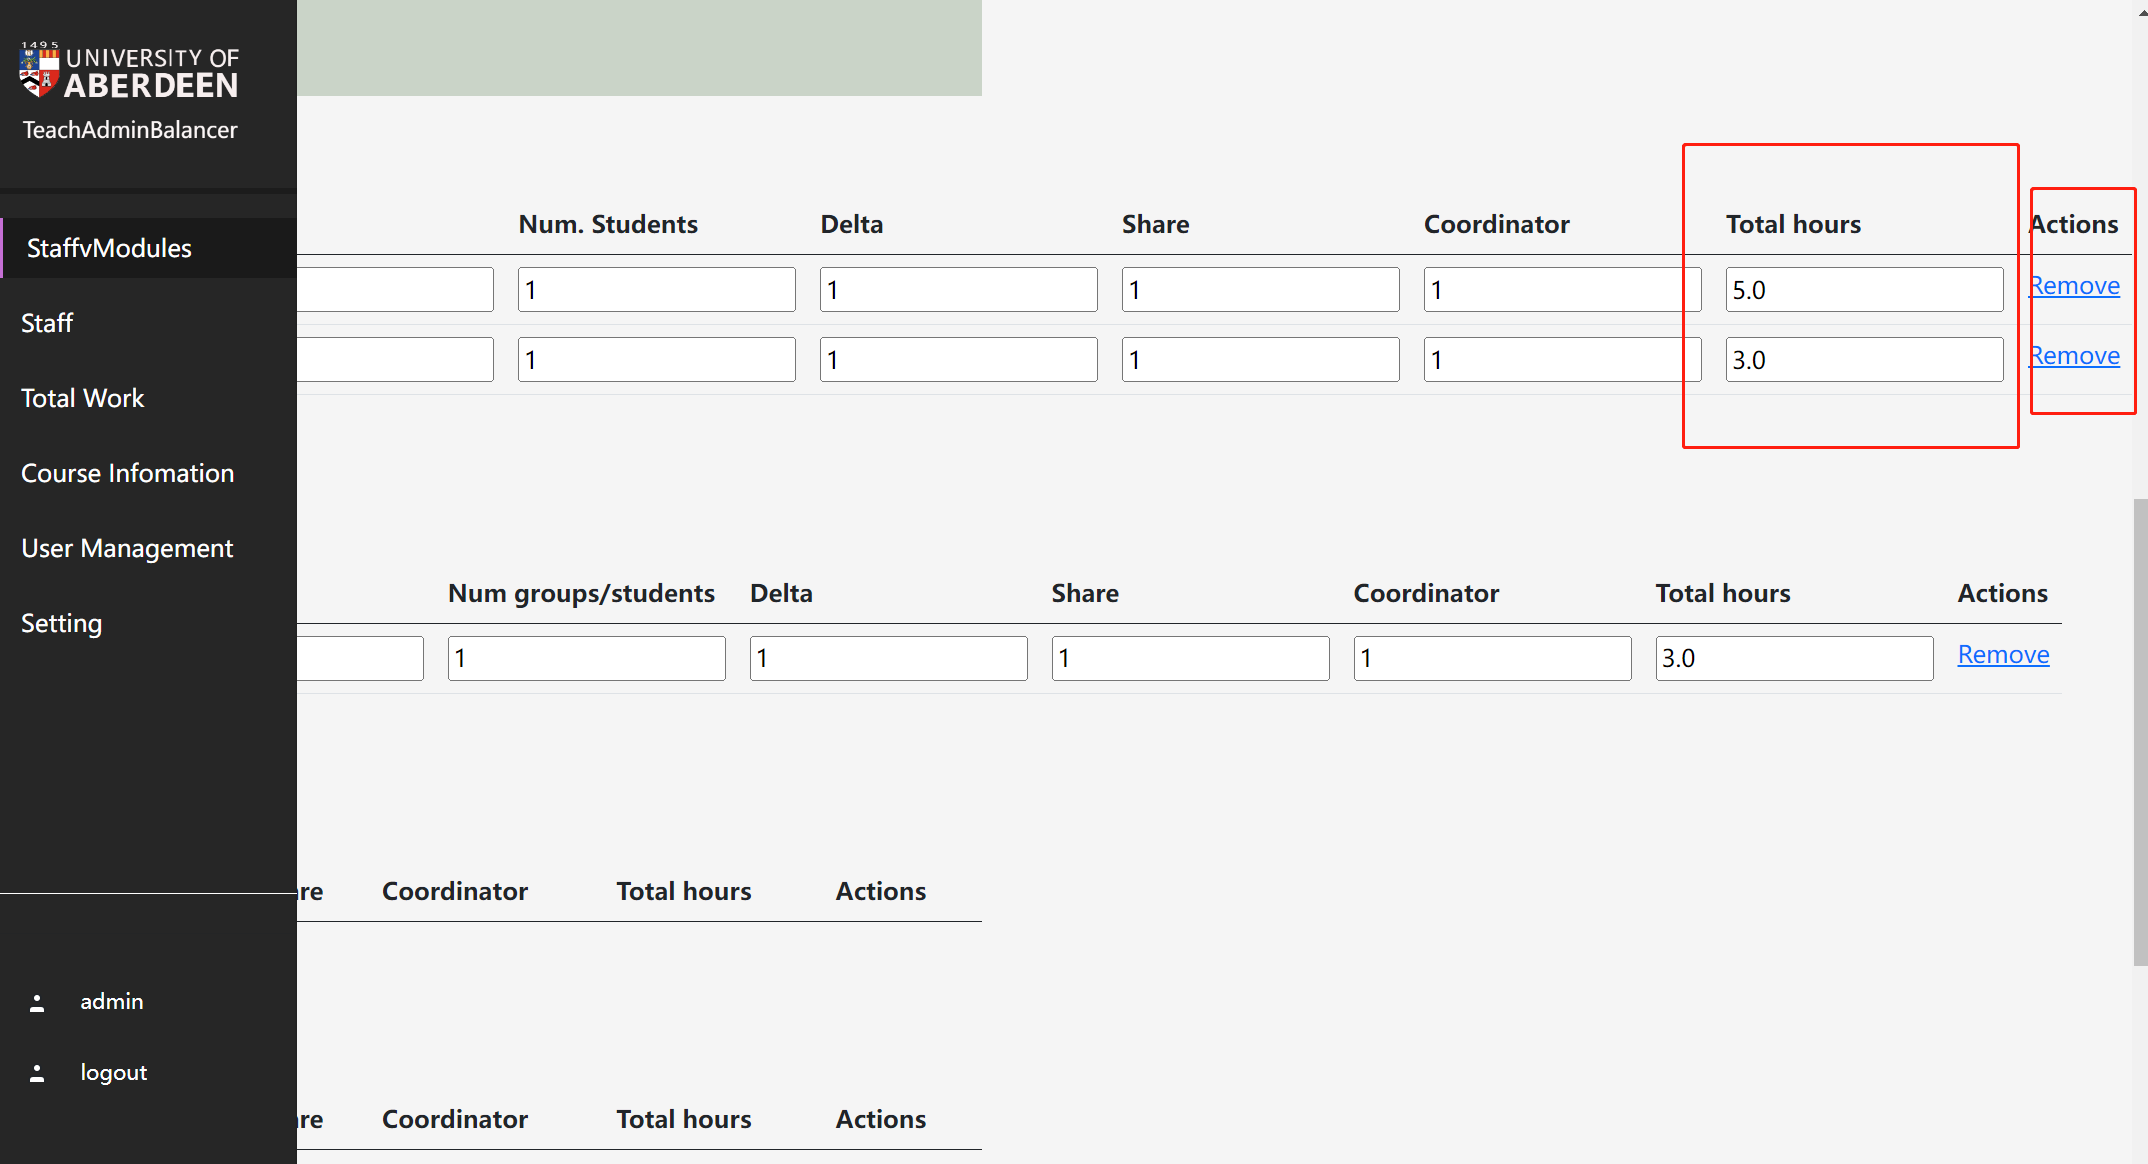 1495
UNIVERSITY OF
ABERDEEN
TeachAdminBalancer
StaffvModules
Staff
Total Work
Course Infomation
User Management
Setting
admin
logout
Num. Students Delta Share Coordinator Total hours Actions
1 1 1 1 5.0 Remove
1 1 1 1 3.0 Remove
Num groups/students Delta Share Coordinator Total hours Actions
1 1 1 1 3.0 Remove
re Coordinator Total hours Actions
re Coordinator Total hours Actions